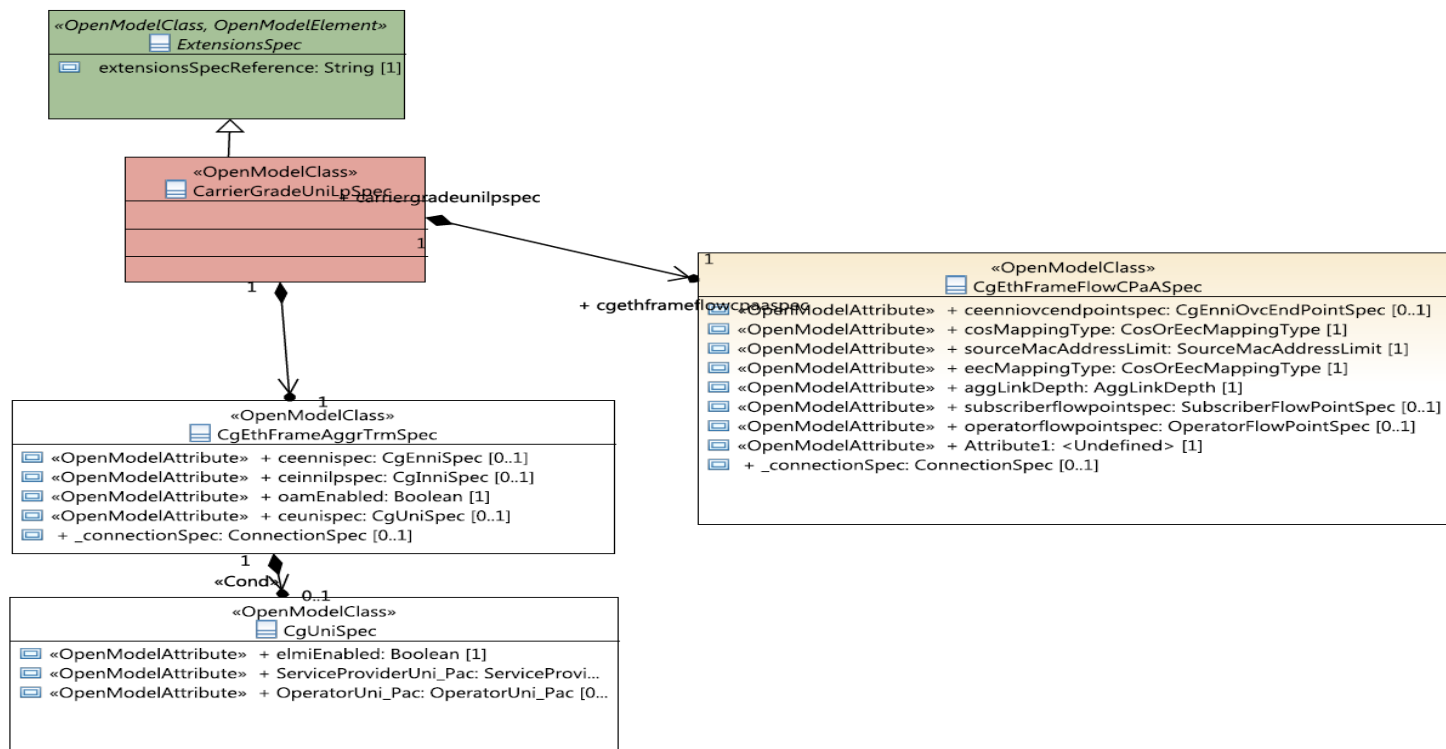 «OpenModelClass, OpenModelElement»
ExtensionsSpec
extensionsSpecReference: String [1]
«OpenModelClass»
CarrierGradeUniLpSpec
+ carriergradeunilpspec
1
1
1
+ cgethframeflowcpaaspec
«OpenModelClass»
CgEthFrameFlowCPaASpec
«OpenModelAttribute» + ceenniovcendpointspec: CgEnniOvcEndPointSpec [0..1]
«OpenModelAttribute» + cosMappingType: CosOrEecMappingType [1]
«OpenModelAttribute» + sourceMacAddressLimit: SourceMacAddressLimit [1]
«OpenModelAttribute» + eecMappingType: CosOrEecMappingType [1]
«OpenModelAttribute» + aggLinkDepth: AggLinkDepth [1]
«OpenModelAttribute» + subscriberflowpointspec: SubscriberFlowPointSpec [0..1]
«OpenModelAttribute» + operatorflowpointspec: OperatorFlowPointSpec [0..1]
«OpenModelAttribute» + Attribute1: <Undefined> [1]
+ _connectionSpec: ConnectionSpec [0..1]
1
«OpenModelClass»
CgEthFrameAggrTrmSpec
«OpenModelAttribute» + ceennispec: CgEnniSpec [0..1]
«OpenModelAttribute» + ceinnilpspec: CgInniSpec [0..1]
«OpenModelAttribute» + oamEnabled: Boolean [1]
«OpenModelAttribute» + ceunispec: CgUniSpec [0..1]
+ _connectionSpec: ConnectionSpec [0..1]
1
«Cond»
0..1
«OpenModelClass»
CgUniSpec
«OpenModelAttribute» + elmiEnabled: Boolean [1]
«OpenModelAttribute» + ServiceProviderUni_Pac: ServiceProvi...
«OpenModelAttribute» + OperatorUni_Pac: OperatorUni_Pac [0...